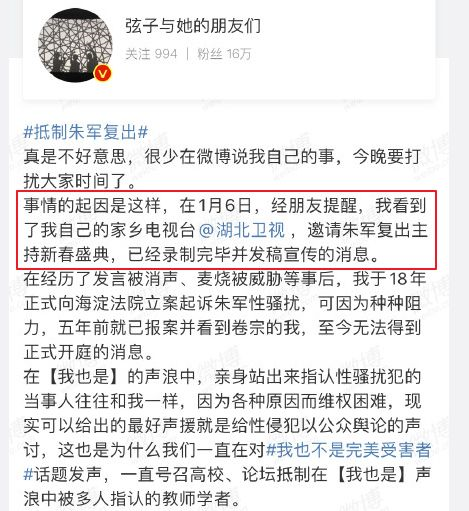 弦子与她的朋友们
关注 994 | 粉丝 16万
#抵制朱军复出#
真是不好意思，很少在微博说我自己的事，今晚要打
扰大家时间了。
事情的起因是这样，在1月6日，经朋友提醒，我看到
了我自己的家乡电视台@湖北卫视 ，邀请朱军复出主
持新春盛典，已经录制完毕并发稿宣传的消息。
在经历了发言被消声、麦烧被威胁等事后，我于18年
正式向海淀法院立案起诉朱军性骚扰，可因为种种阻
力，五年前就已报案并看到卷宗的我，至今无法得到
正式开庭的消息。
在【我也是】的声浪中，亲身站出来指认性骚扰犯的
当事人往往和我一样，因为各种原因而维权困难，现
实可以给出的最好声援就是给性侵犯以公众舆论的声
讨，这也是为什么我们一直在对#我也不是完美受害者
#话题发声，一直号召高校、论坛抵制在【我也是】声
浪中被多人指认的教师学者。